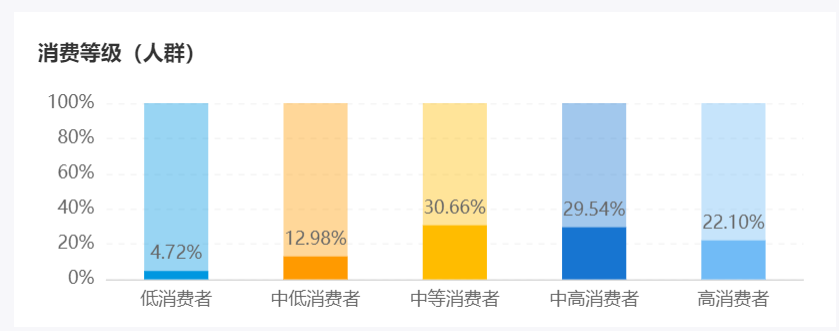 消费等级（人群）
100%
80%
60%
40%
20%
0%
4.72%
12.98%
30.66%
29.54%
22.10%
低消费者
中低消费者
中等消费者
中高消费者
高消费者